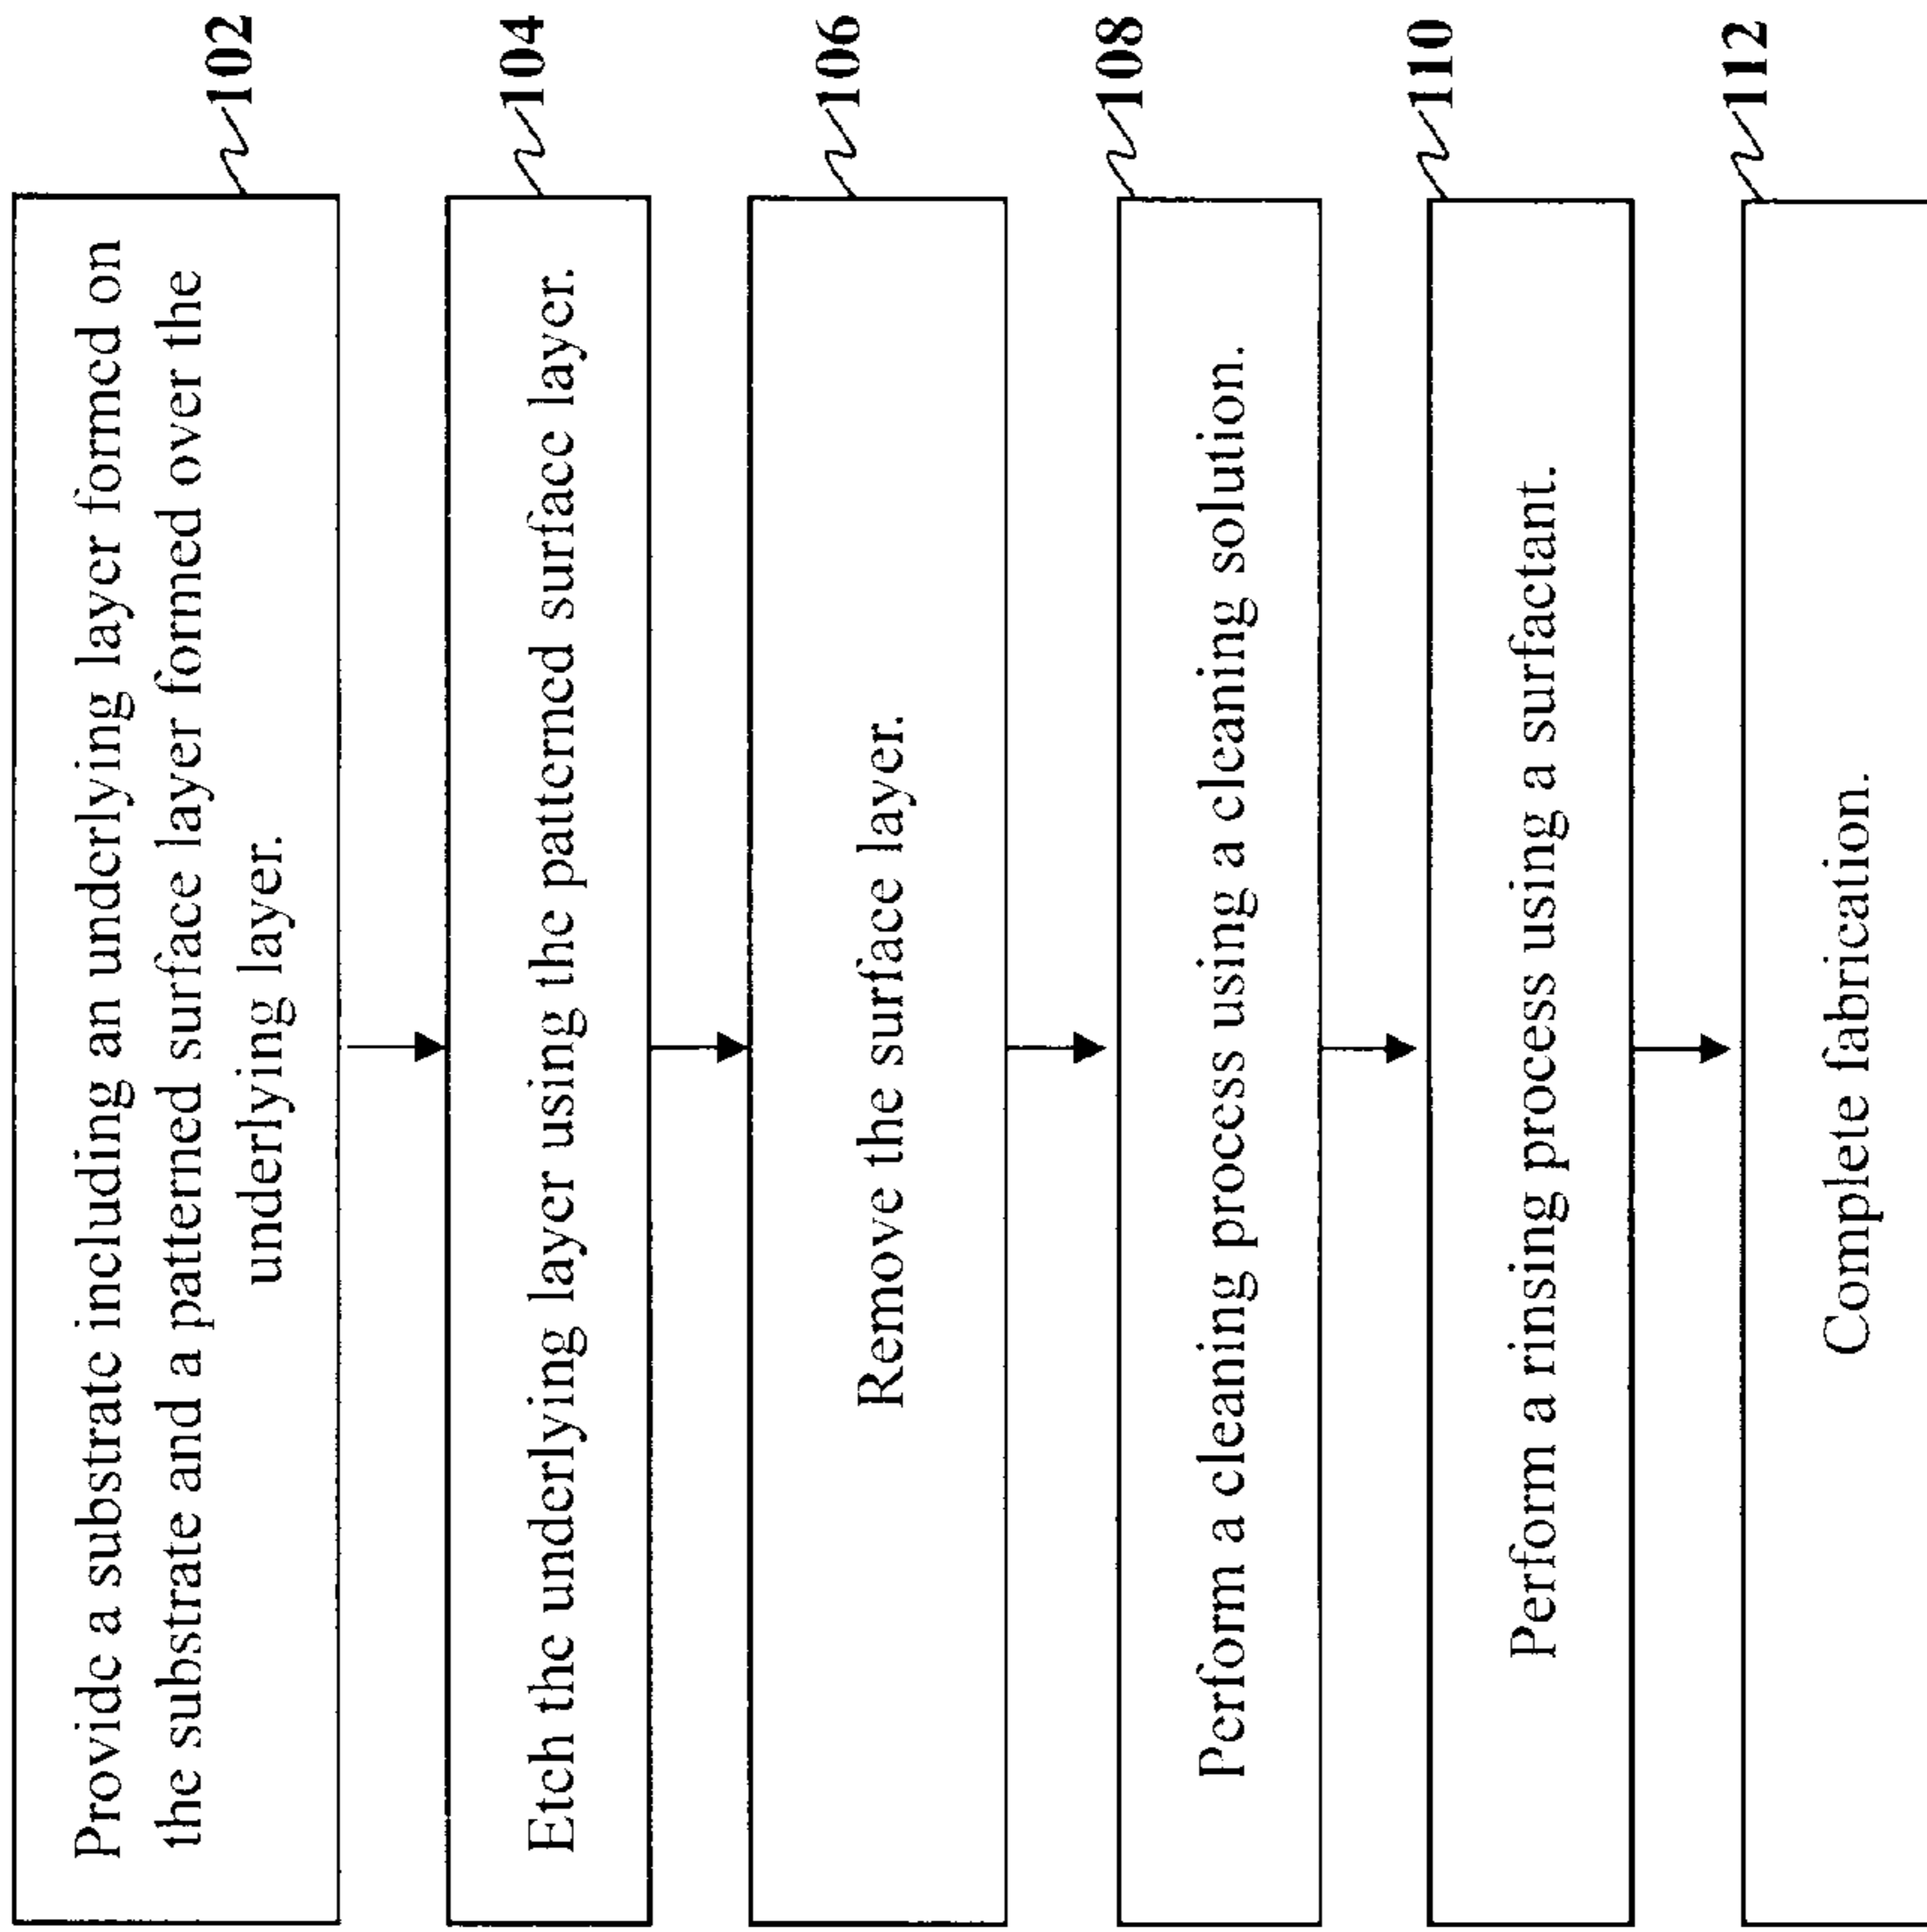 Provide a substrate including an underlying layer formed on
the substrate and a patterned surface layer formed over the
underlying layer.
102
Etch the underlying layer using the patterned surface layer.
104
Remove the surface layer.
106
Perform a cleaning process using a cleaning solution.
108
Perform a rinsing process using a surfactant.
110
Complete fabrication.
112